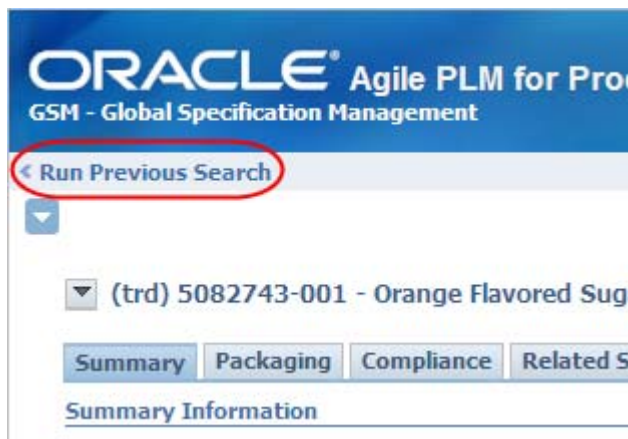 ORACLE® Agile PLM for Pro
GSM - Global Specification Management
< Run Previous Search
(trd) 5082743-001 - Orange Flavored Sug
Summary Packaging Compliance Related S
Summary Information